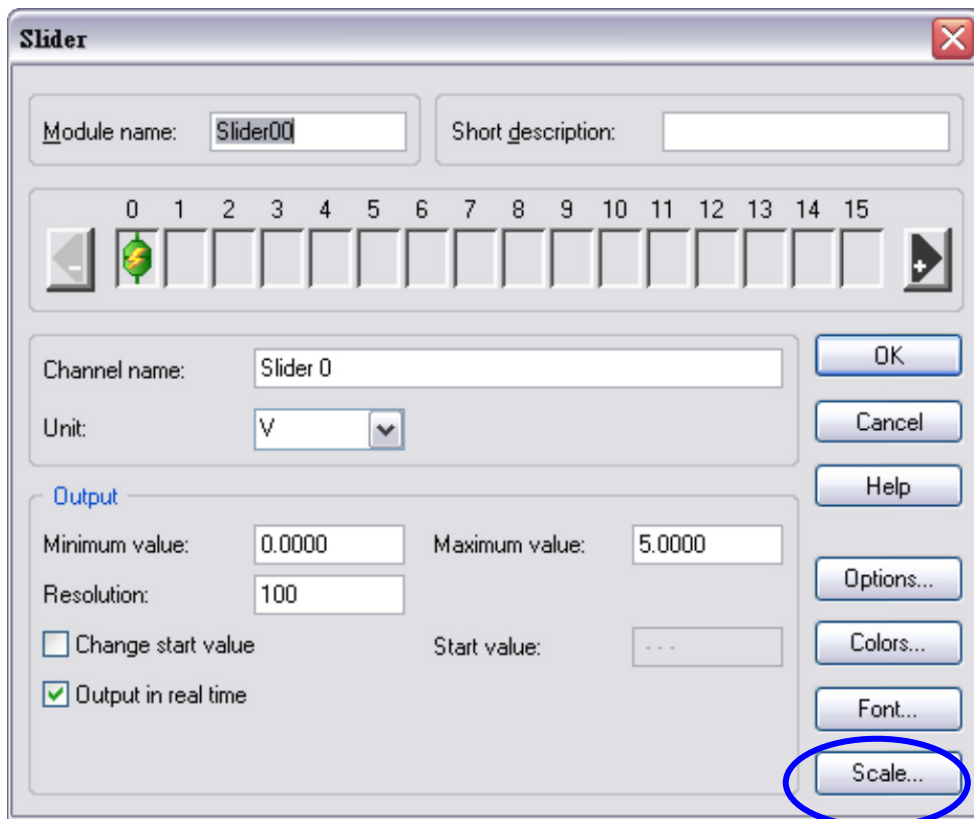 Slider
Module name: Slider00 Short description:
0 1 2 3 4 5 6 7 8 9 10 11 12 13 14 15
- +
Channel name: Slider 0
Unit: V
OK
Cancel
Help
Output
Minimum value: 0.0000 Maximum value: 5.0000
Resolution: 100
Change start value Start value: - - -
Output in real time
Options...
Colors...
Font...
Scale...